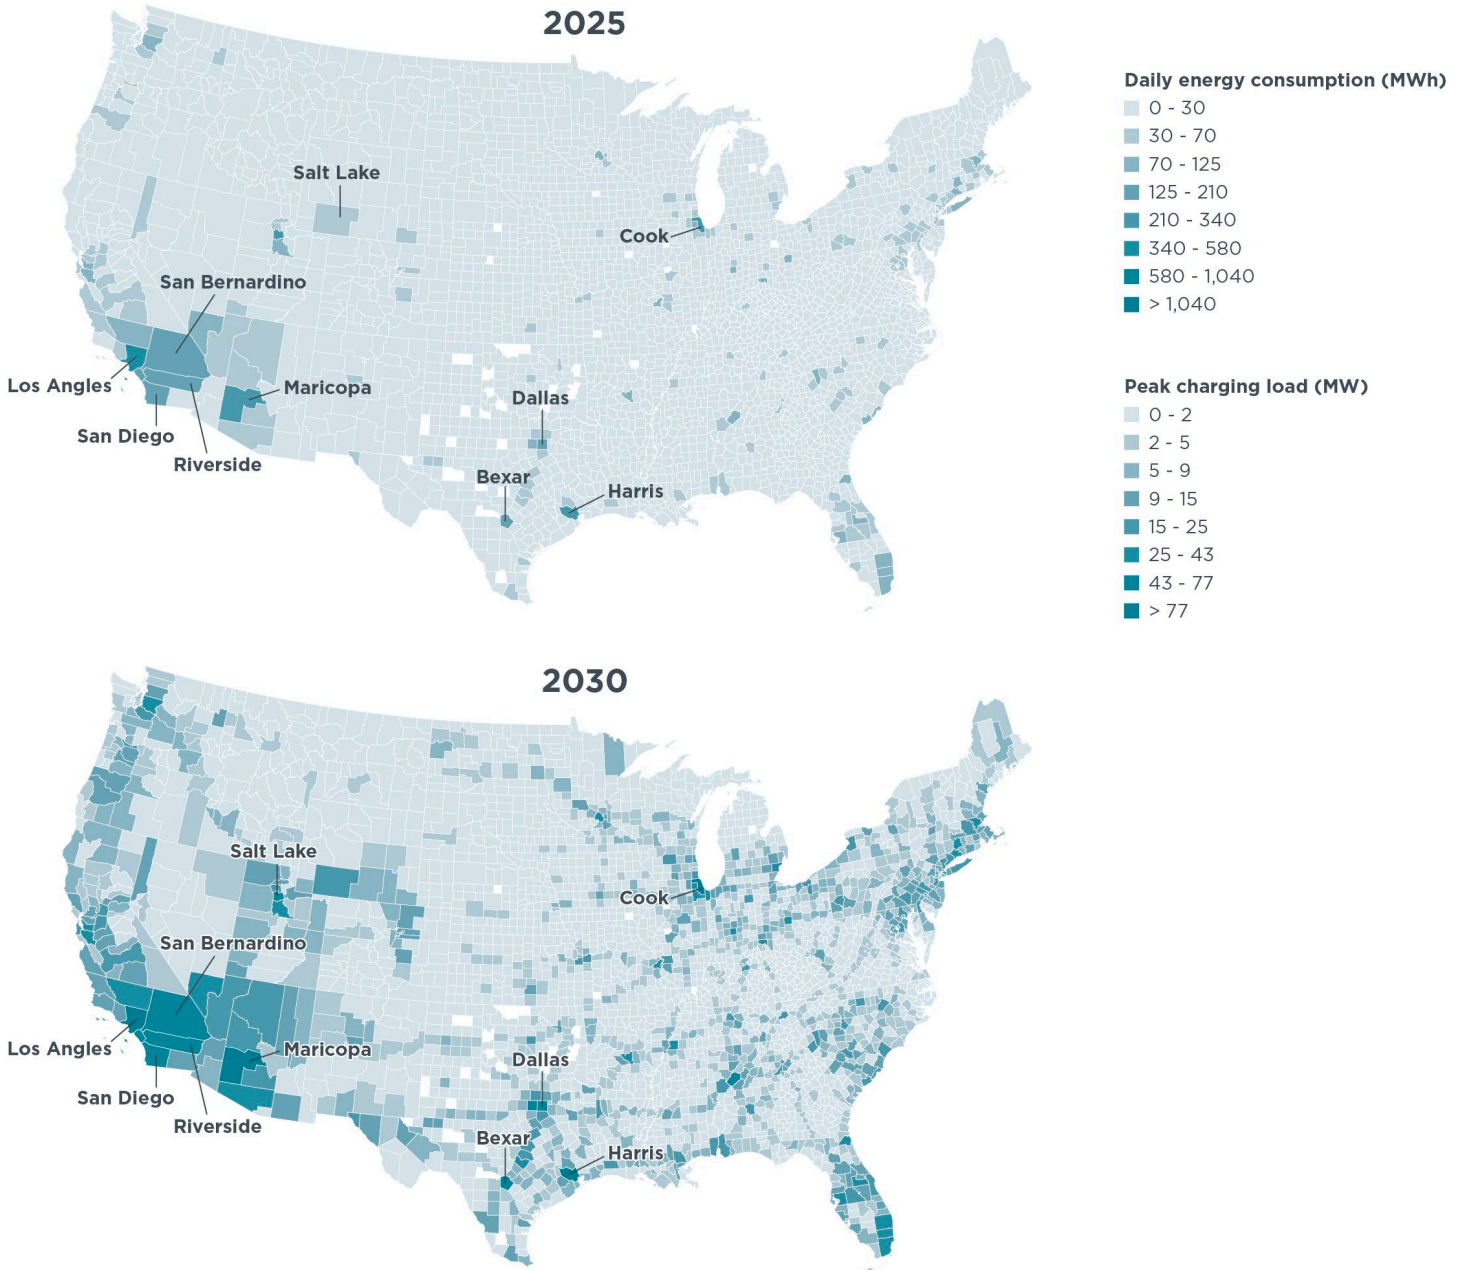 2025
Daily energy consumption (MWh)
0 - 30
30 - 70
70 - 125
125 - 210
210 - 340
340 - 580
580 - 1,040
> 1,040
Peak charging load (MW)
0 - 2
2 - 5
5 - 9
9 - 15
15 - 25
25 - 43
43 - 77
> 77
Salt Lake
Cook
San Bernardino
Los Angles
Maricopa
Dallas
San Diego
Riverside
Bexar
Harris
2030
Salt Lake
Cook
San Bernardino
Los Angles
Maricopa
Dallas
San Diego
Riverside
Bexar
Harris